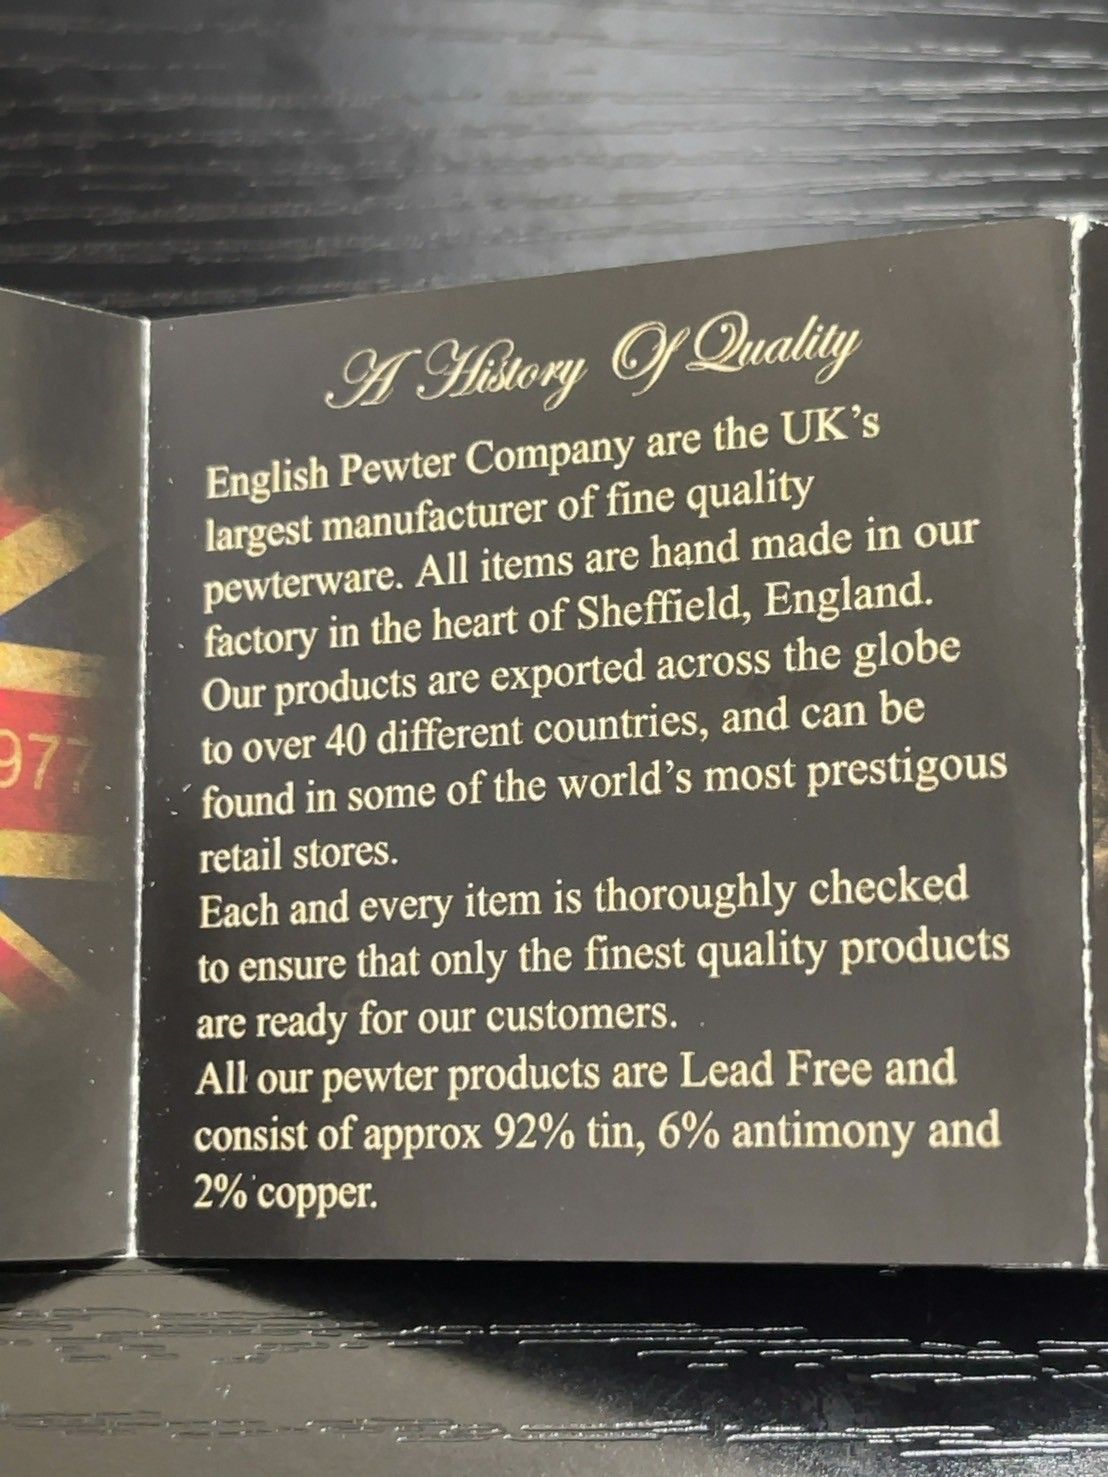 A History Of Quality
English Pewter Company are the UK's
largest manufacturer of fine quality
pewterware. All items are hand made in our
factory in the heart of Sheffield, England.
Our products are exported across the globe
to over 40 different countries, and can be
found in some of the world's most prestigous
retail stores.
Each and every item is thoroughly checked
to ensure that only the finest quality products
are ready for our customers.
All our pewter products are Lead Free and
consist of approx 92% tin, 6% antimony and
2% copper.
977